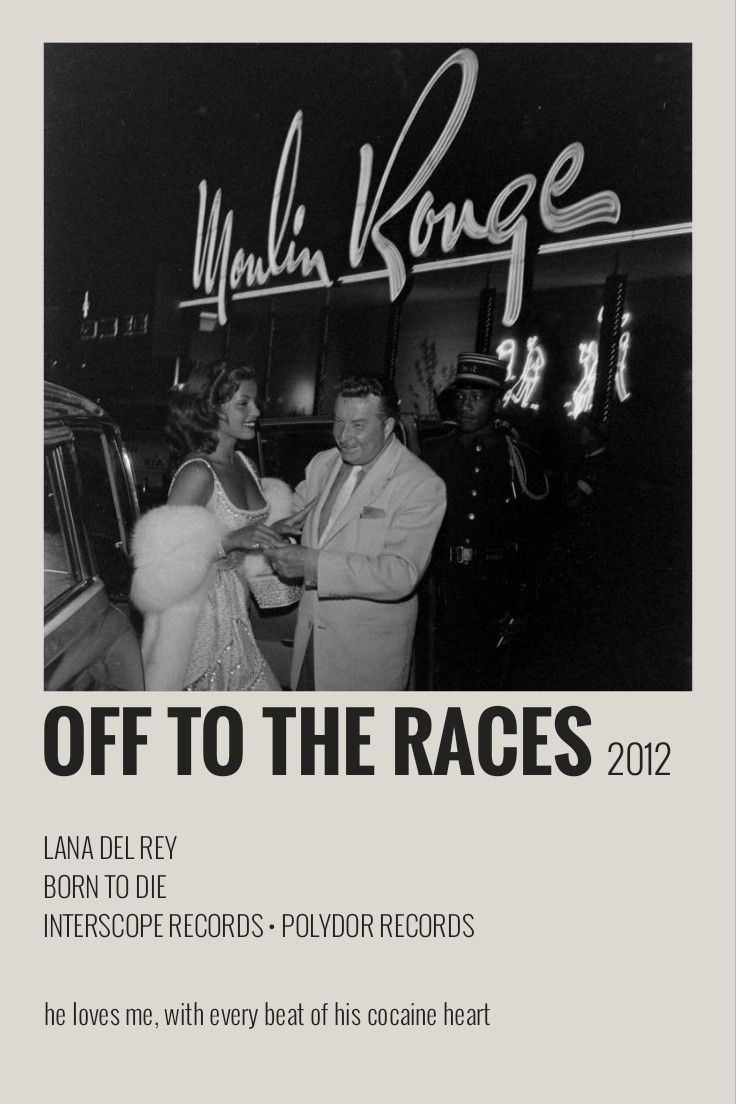 Moulin Rouge
OFF TO THE RACES 2012
LANA DEL REY
BORN TO DIE
INTERSCOPE RECORDS • POLYDOR RECORDS
he loves me, with every beat of his cocaine heart